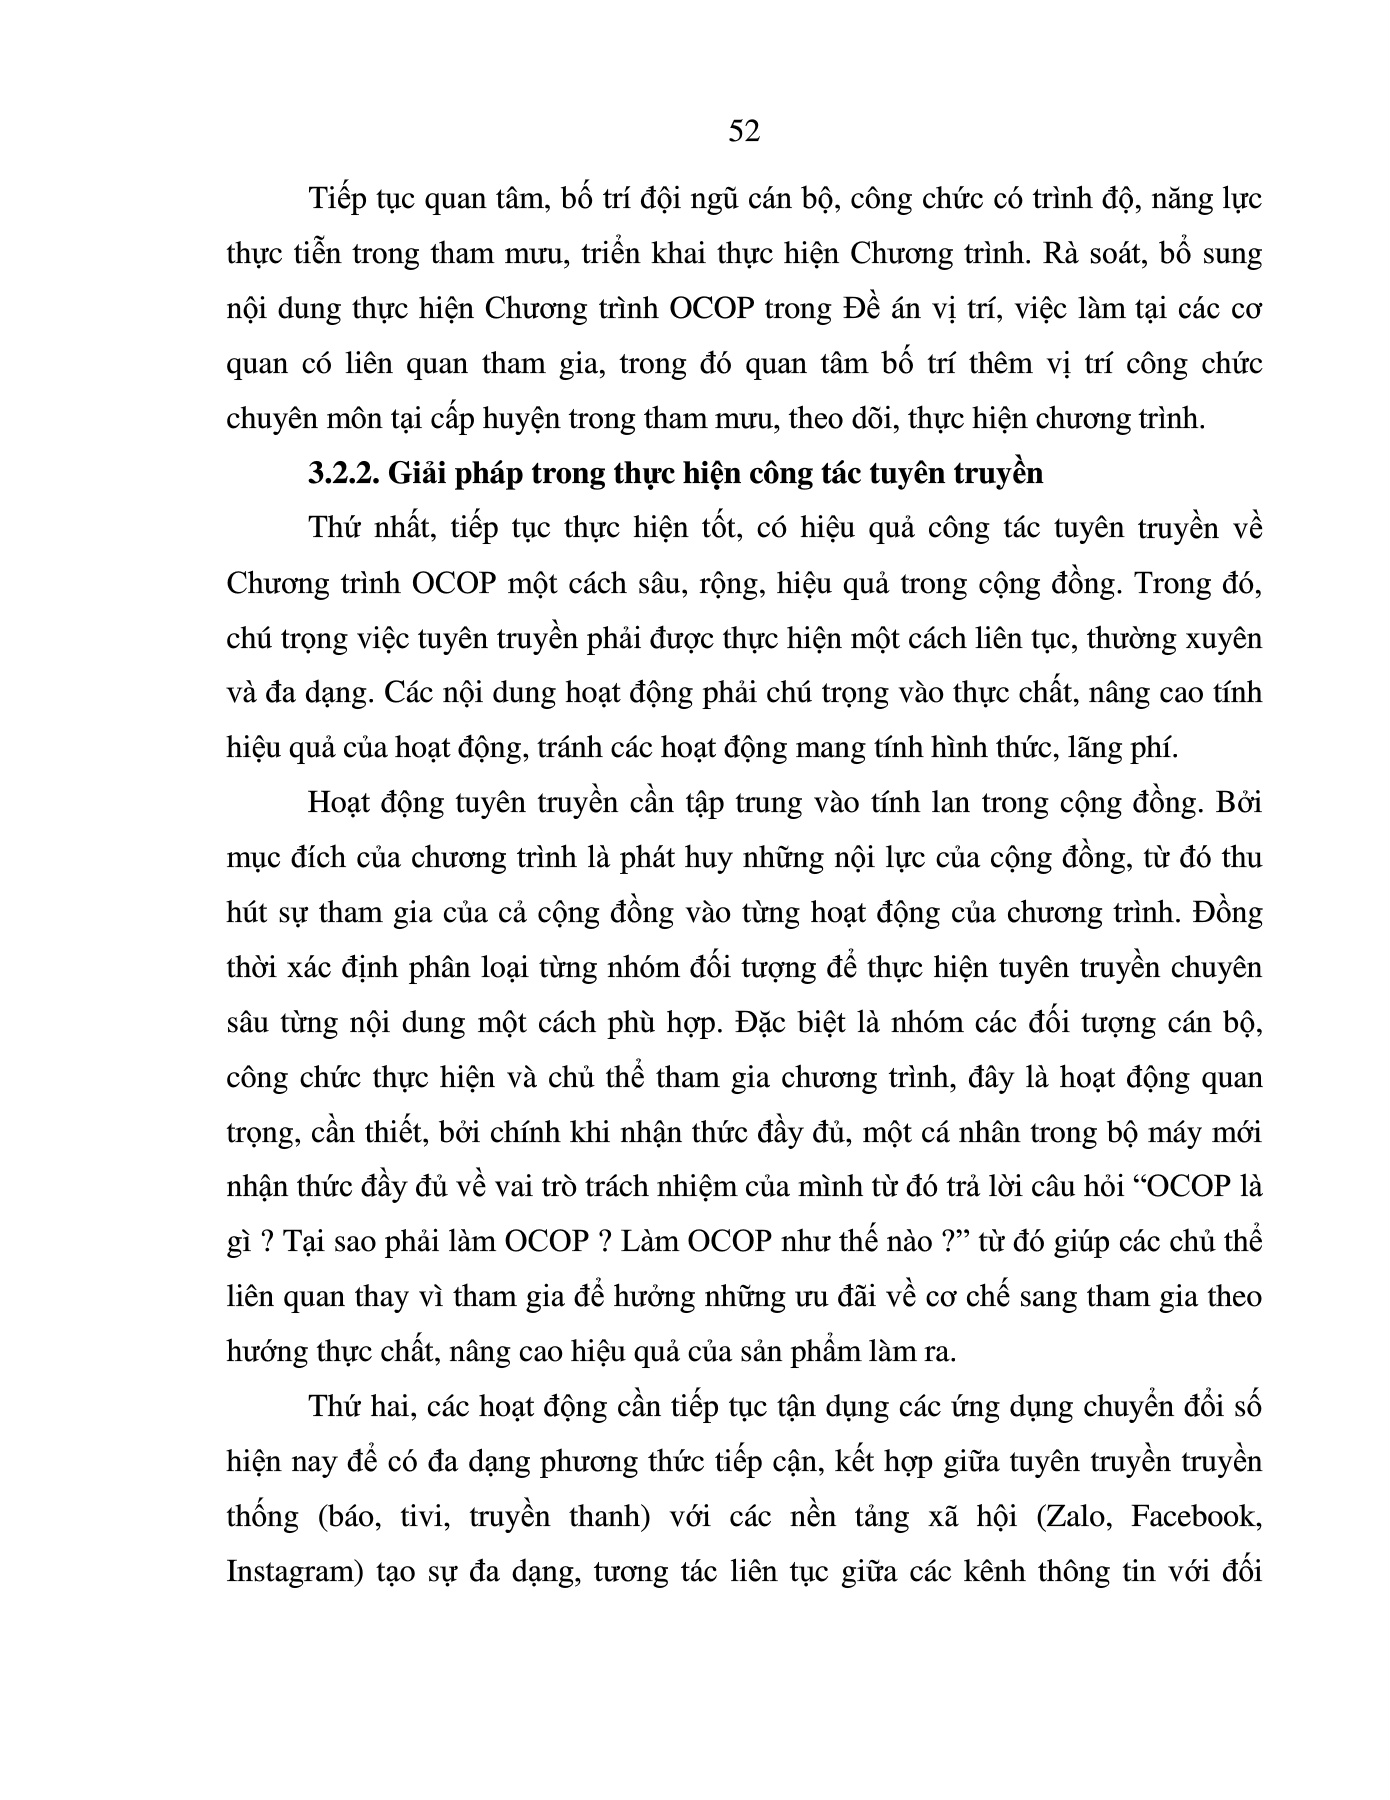 52
Tiếp tục quan tâm, bố trí đội ngũ cán bộ, công chức có trình độ, năng lực
thực tiễn trong tham mưu, triển khai thực hiện Chương trình. Rà soát, bổ sung
nội dung thực hiện Chương trình OCOP trong Đề án vị trí, việc làm tại các cơ
quan có liên quan tham gia, trong đó quan tâm bố trí thêm vị trí công chức
chuyên môn tại cấp huyện trong tham mưu, theo dõi, thực hiện chương trình.
3.2.2. Giải pháp trong thực hiện công tác tuyên truyền
Thứ nhất, tiếp tục thực hiện tốt, có hiệu quả công tác tuyên truyền về
Chương trình OCOP một cách sâu, rộng, hiệu quả trong cộng đồng. Trong đó,
chú trọng việc tuyên truyền phải được thực hiện một cách liên tục, thường xuyên
và đa dạng. Các nội dung hoạt động phải chú trọng vào thực chất, nâng cao tính
hiệu quả của hoạt động, tránh các hoạt động mang tính hình thức, lãng phí.
Hoạt động tuyên truyền cần tập trung vào tính lan trong cộng đồng. Bởi
mục đích của chương trình là phát huy những nội lực của cộng đồng, từ đó thu
hút sự tham gia của cả cộng đồng vào từng hoạt động của chương trình. Đồng
thời xác định phân loại từng nhóm đối tượng để thực hiện tuyên truyền chuyên
sâu từng nội dung một cách phù hợp. Đặc biệt là nhóm các đối tượng cán bộ,
công chức thực hiện và chủ thể tham gia chương trình, đây là hoạt động quan
trọng, cần thiết, bởi chính khi nhận thức đầy đủ, một cá nhân trong bộ máy mới
nhận thức đầy đủ về vai trò trách nhiệm của mình từ đó trả lời câu hỏi “OCOP là
gì ? Tại sao phải làm OCOP ? Làm OCOP như thế nào ?” từ đó giúp các chủ thể
liên quan thay vì tham gia để hưởng những ưu đãi về cơ chế sang tham gia theo
hướng thực chất, nâng cao hiệu quả của sản phẩm làm ra.
Thứ hai, các hoạt động cần tiếp tục tận dụng các ứng dụng chuyển đổi số
hiện nay để có đa dạng phương thức tiếp cận, kết hợp giữa tuyên truyền truyền
thống (báo, tivi, truyền thanh) với các nền tảng xã hội (Zalo, Facebook,
Instagram) tạo sự đa dạng, tương tác liên tục giữa các kênh thông tin với đối